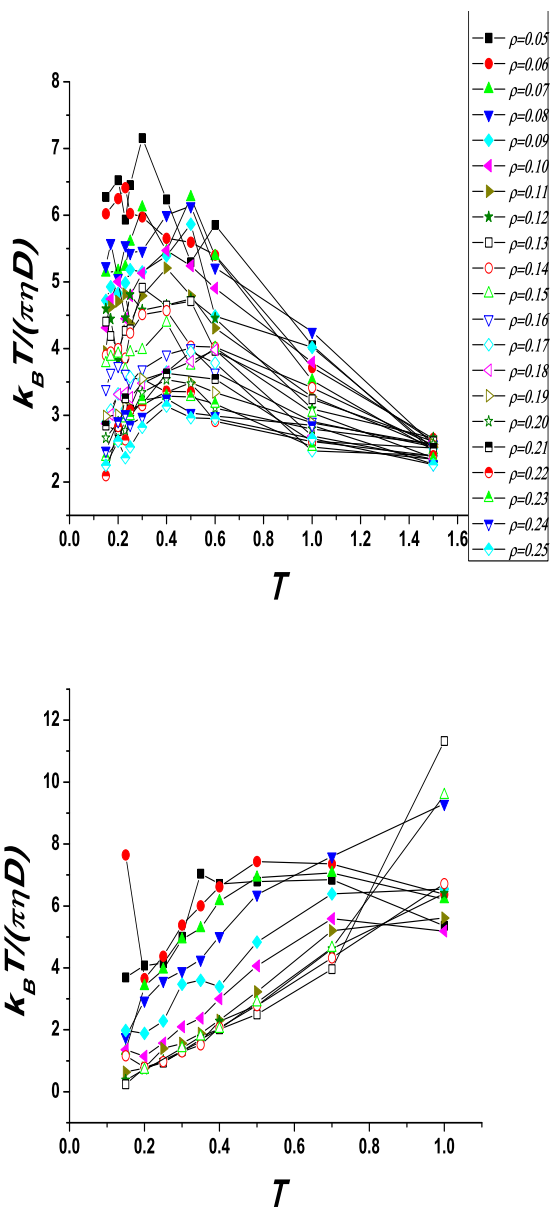 ρ=0.05
ρ=0.06
ρ=0.07
ρ=0.08
ρ=0.09
ρ=0.10
ρ=0.11
ρ=0.12
ρ=0.13
ρ=0.14
ρ=0.15
ρ=0.16
ρ=0.17
ρ=0.18
ρ=0.19
ρ=0.20
ρ=0.21
ρ=0.22
ρ=0.23
ρ=0.24
ρ=0.25
k_B T/(πηD)
8
7
6
5
4
3
2
0.0 0.2 0.4 0.6 0.8 1.0 1.2 1.4 1.6
T
k_B T/(πηD)
12
10
8
6
4
2
0
0.0 0.2 0.4 0.6 0.8 1.0
T